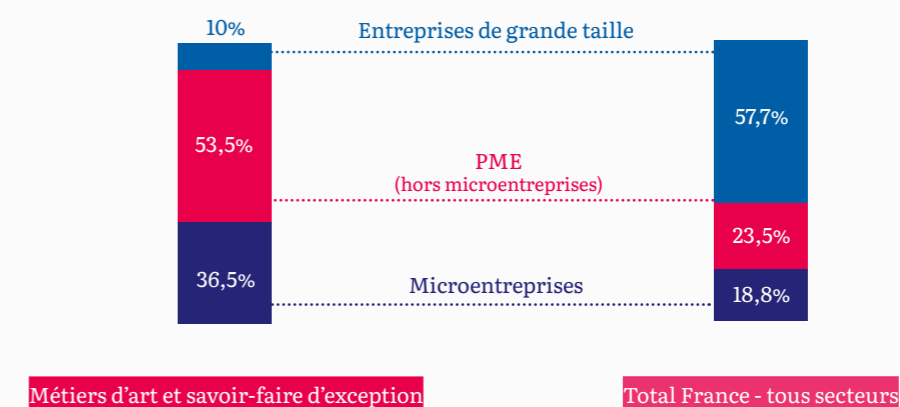 10%
Entreprises de grande taille
57,7%
53,5%
PME
(hors microentreprises)
23,5%
36,5%
Microentreprises
18,8%
Métiers d’art et savoir-faire d’exception
Total France - tous secteurs